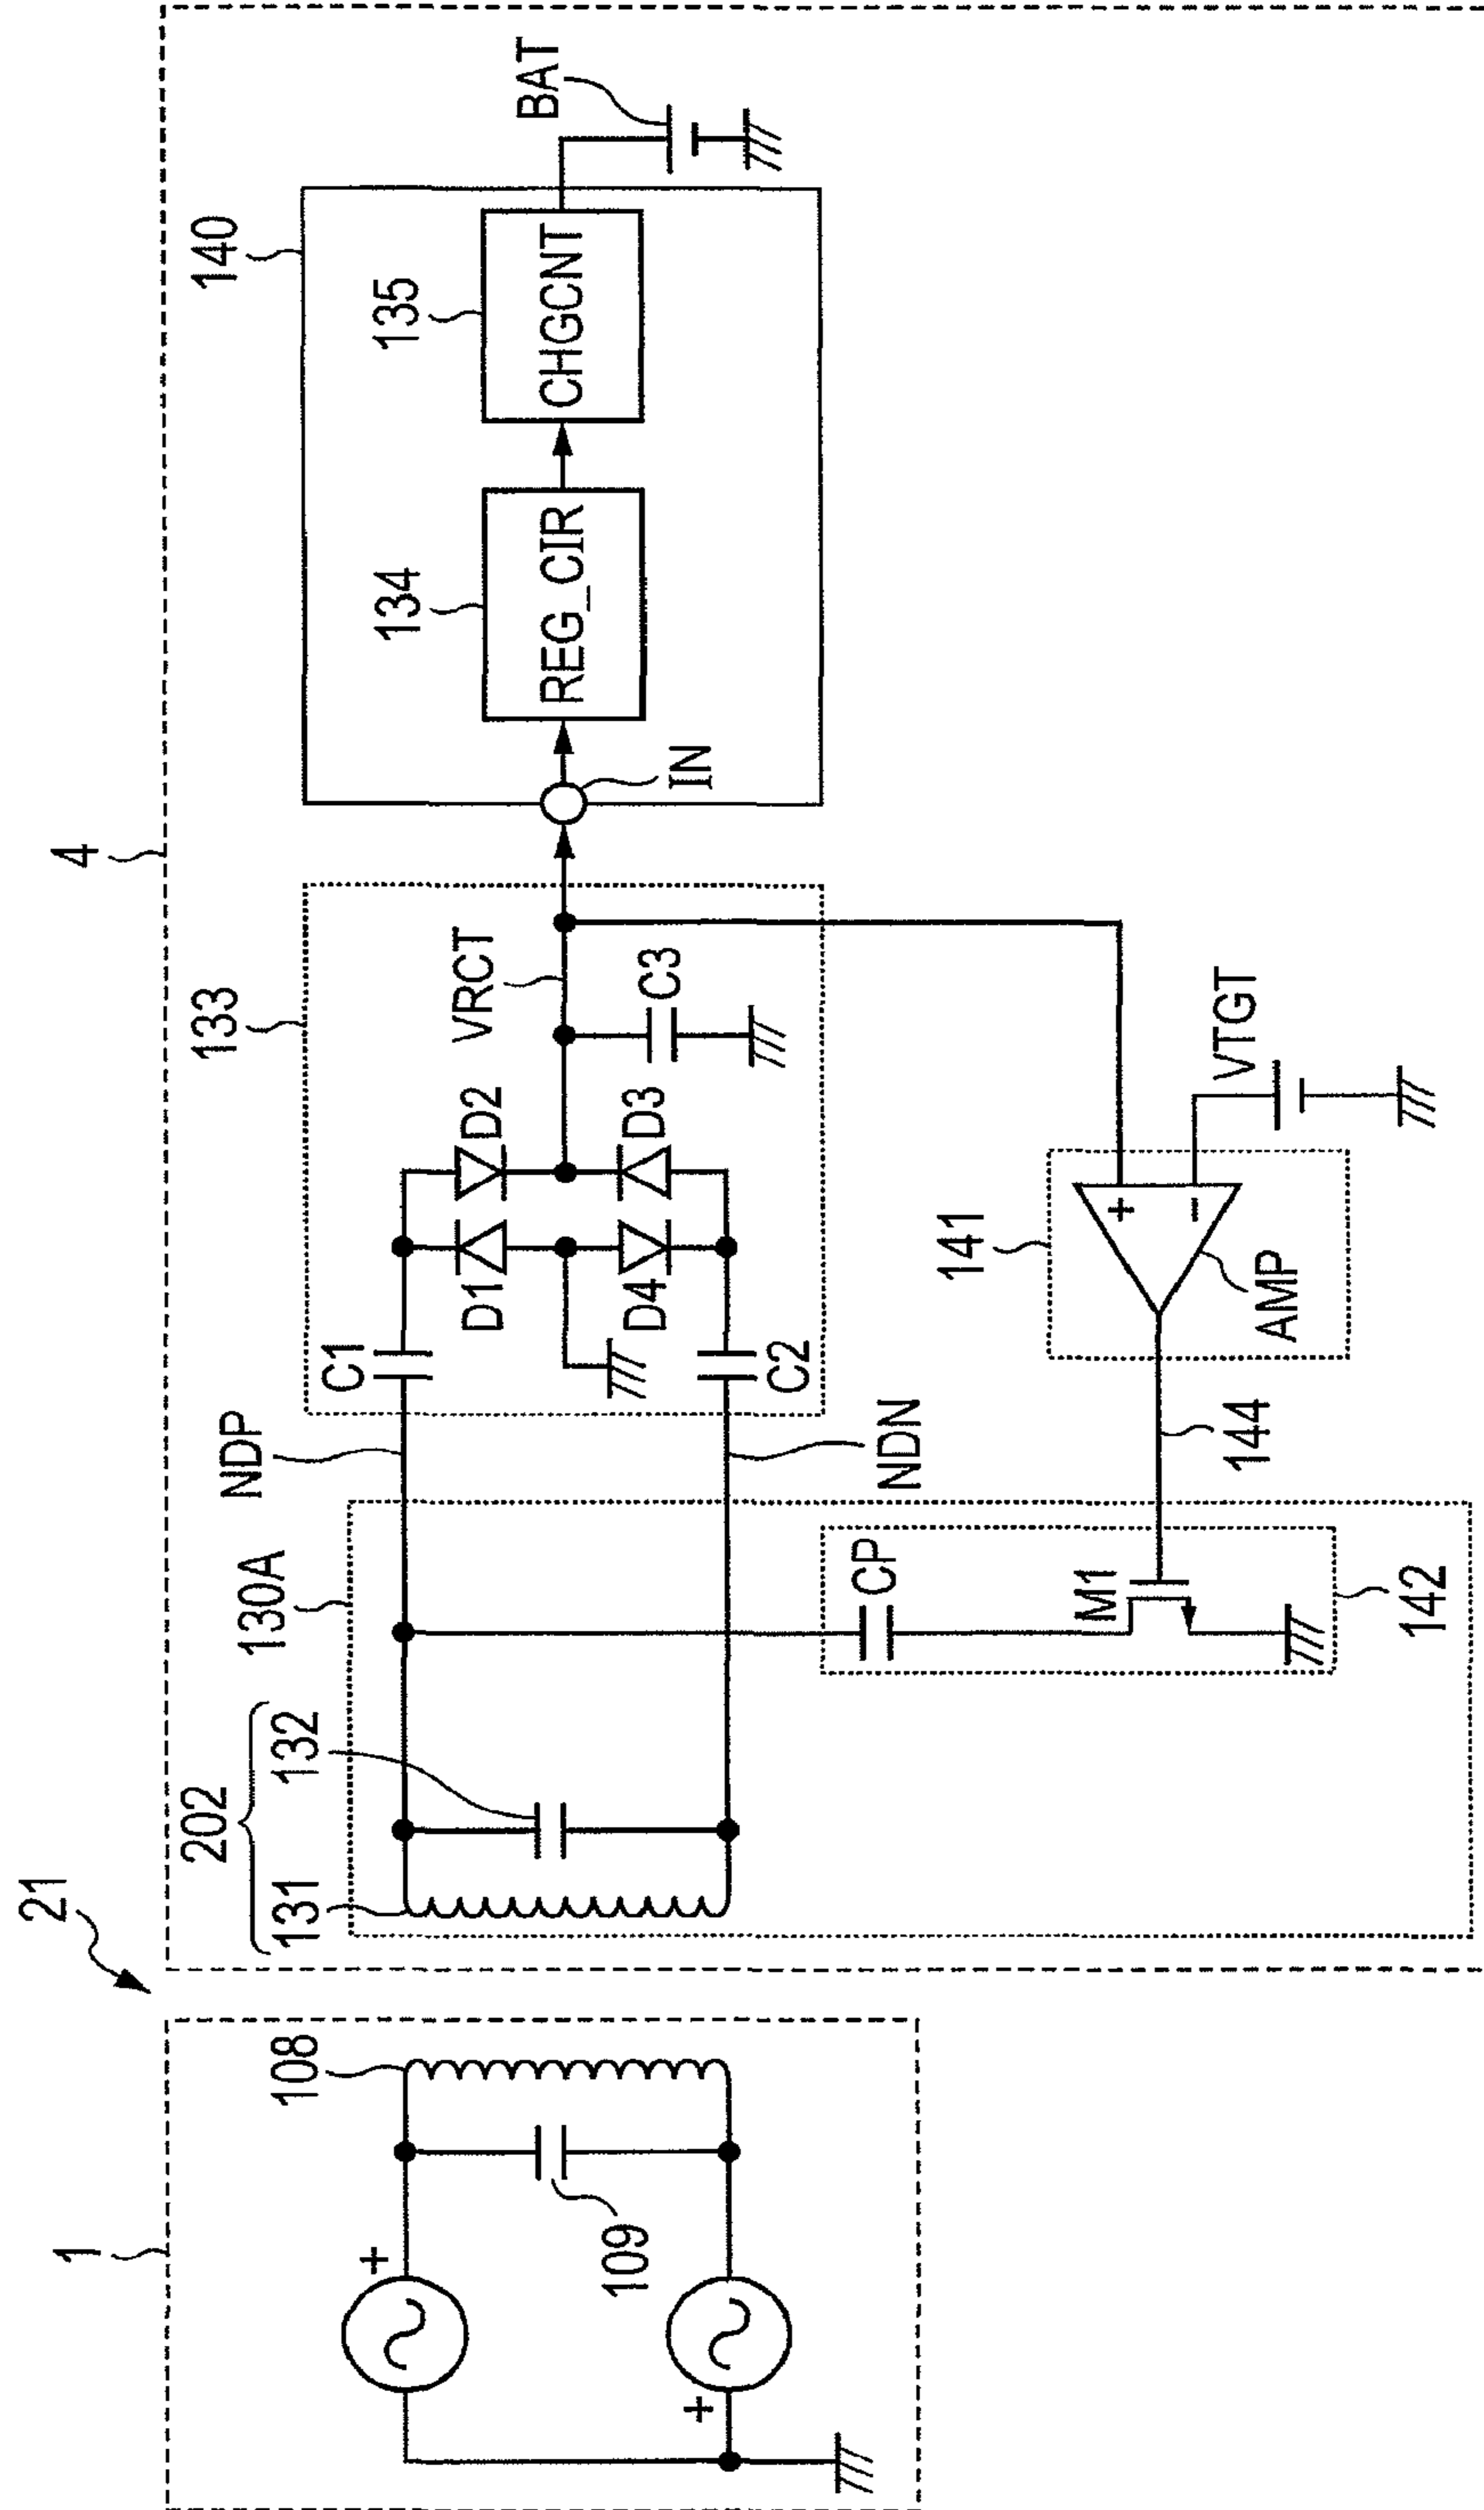 21
1
108
109
+
+
4
202
131
132
130A
NDP
NDN
CP
M1
142
144
133
C1
C2
D1
D2
D3
D4
VRCT
C3
141
+
−
AMP
VTGT
140
IN
134
REG_CIR
135
CHGCNT
BAT